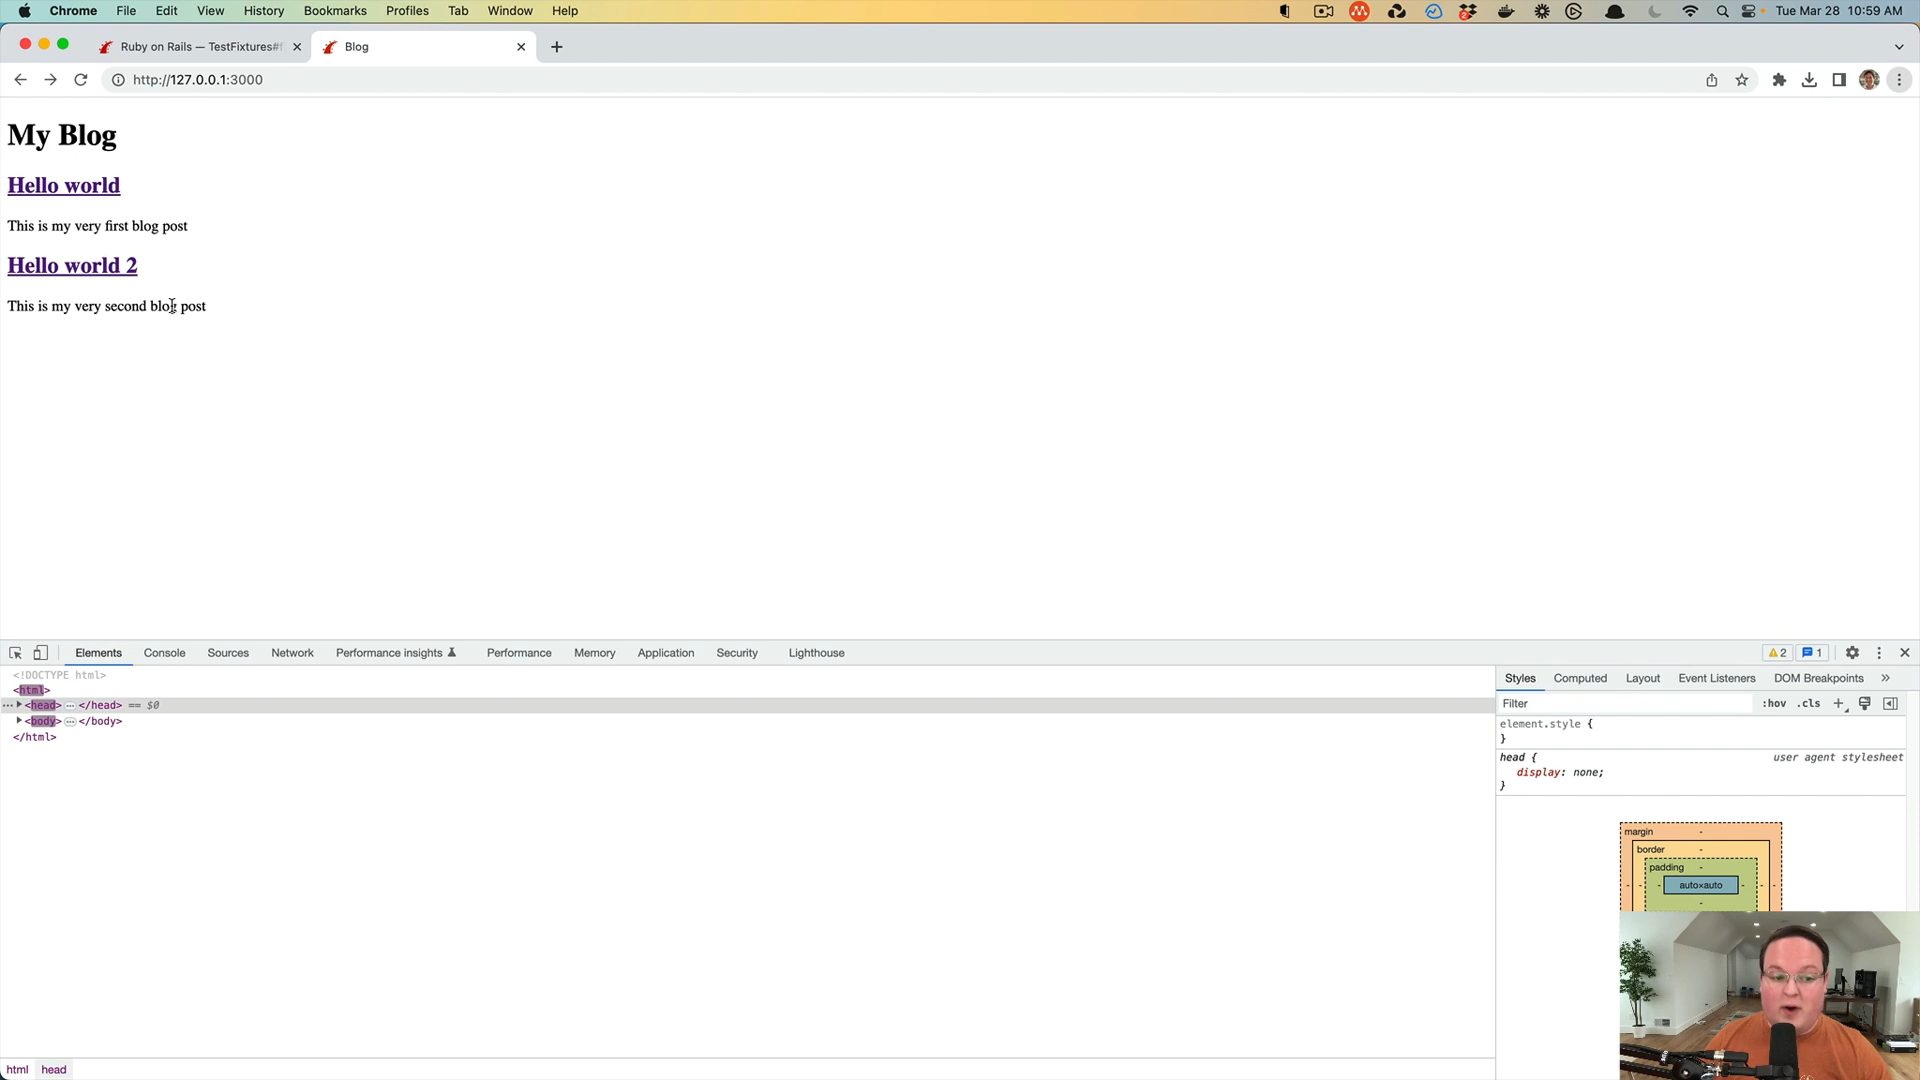 Chrome File Edit View History Bookmarks Profiles Tab Window Help Tue Mar 28 10:59 AM
Ruby on Rails — TestFixtures#f Blog
http://127.0.0.1:3000
My Blog
Hello world
This is my very first blog post
Hello world 2
This is my very second blog post
Elements Console Sources Network Performance insights Performance Memory Application Security Lighthouse 2 1
<!DOCTYPE html>
<html>
<head> … </head> == $0
<body> … </body>
</html>
Styles Computed Layout Event Listeners DOM Breakpoints »
Filter :hov .cls +
element.style {
}
head { user agent stylesheet
display: none;
}
margin -
border -
padding -
- - - auto×auto - - -
-
html head